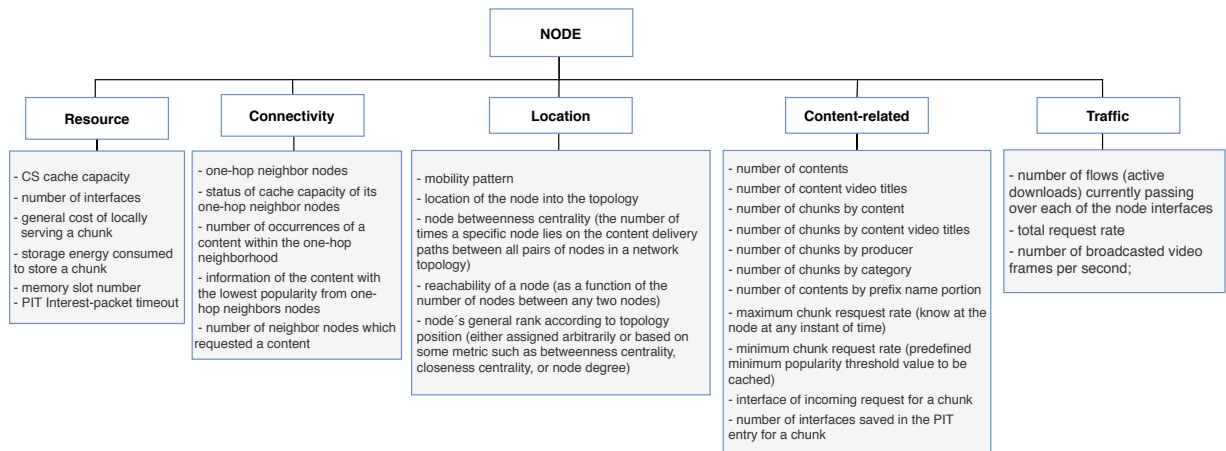 NODE
Resource
- CS cache capacity
- number of interfaces
- general cost of locally
serving a chunk
- storage energy consumed
to store a chunk
- memory slot number
- PIT Interest-packet timeout
Connectivity
- one-hop neighbor nodes
- status of cache capacity of its
one-hop neighbor nodes
- number of occurrences of a
content within the one-hop
neighborhood
- information of the content with
the lowest popularity from one-
hop neighbors nodes
- number of neighbor nodes which
requested a content
Location
- mobility pattern
- location of the node into the topology
- node betweenness centrality (the number of
times a specific node lies on the content delivery
paths between all pairs of nodes in a network
topology)
- reachability of a node (as a function of the
number of nodes between any two nodes)
- node´s general rank according to topology
position (either assigned arbitrarily or based on
some metric such as betweenness centrality,
closeness centrality, or node degree)
Content-related
- number of contents
- number of content video titles
- number of chunks by content
- number of chunks by content video titles
- number of chunks by producer
- number of chunks by category
- number of contents by prefix name portion
- maximum chunk resquest rate (know at the
node at any instant of time)
- minimum chunk request rate (predefined
minimum popularity threshold value to be
cached)
- interface of incoming request for a chunk
- number of interfaces saved in the PIT
entry for a chunk
Traffic
- number of flows (active
downloads) currently passing
over each of the node interfaces
- total request rate
- number of broadcasted video
frames per second;